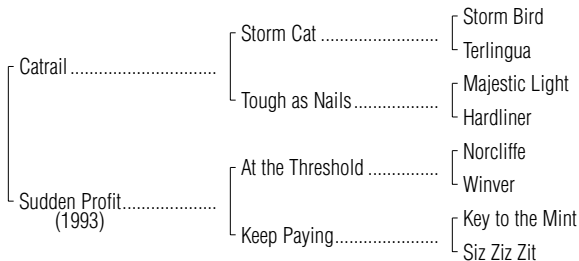 Storm Bird
Storm Cat ........................
Terlingua
Catrail ..............................
Majestic Light
Tough as Nails .................
Hardliner
Norcliffe
At the Threshold ..............
Winver
Sudden Profit...................
(1993)
Key to the Mint
Keep Paying.....................
Siz Ziz Zit